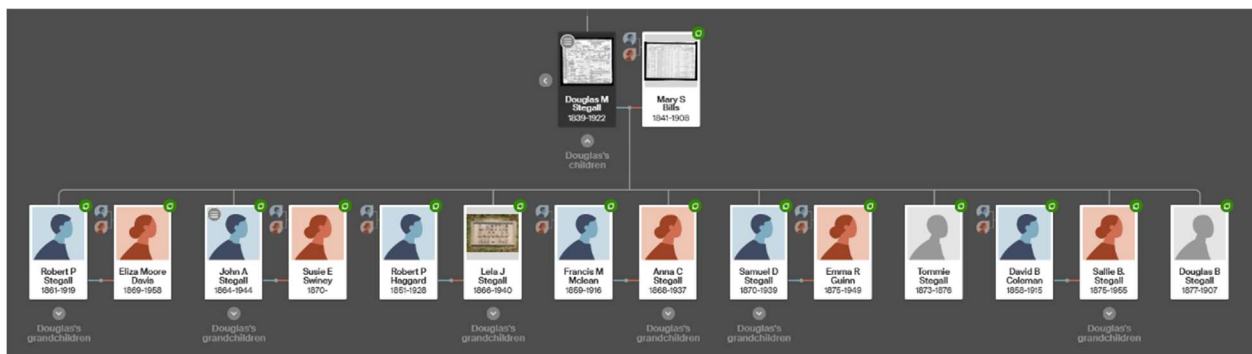 Douglas M
Stegall
1839-1922
Mary S
Bills
1841-1908
Douglas's
children
Robert P
Stegall
1861-1919
Eliza Moore
Davis
1869-1958
John A
Stegall
1864-1944
Susie E
Swiney
1870-
Robert P
Haggard
1851-1928
Lela J
Stegall
1866-1940
Francis M
Mclean
1859-1916
Anna C
Stegall
1868-1937
Samuel D
Stegall
1870-1939
Emma R
Guinn
1875-1949
Tommie
Stegall
1873-1876
David B
Coleman
1858-1915
Sallie B.
Stegall
1875-1955
Douglas B
Stegall
1877-1907
Douglas's
grandchildren
Douglas's
grandchildren
Douglas's
grandchildren
Douglas's
grandchildren
Douglas's
grandchildren
Douglas's
grandchildren